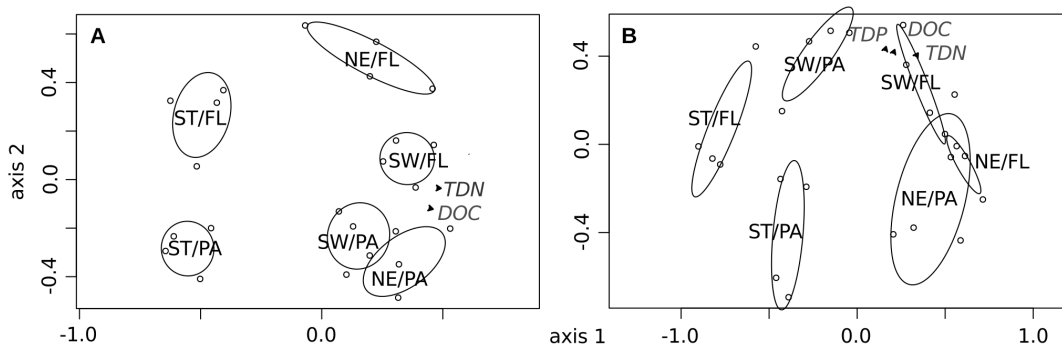 A
NE/FL
ST/FL
SW/FL
TDN
DOC
ST/PA
SW/PA
NE/PA
axis 2
0.4
0.0
-0.4
-1.0
0.0
B
TDP
DOC
TDN
SW/PA
SW/FL
ST/FL
NE/FL
NE/PA
ST/PA
0.4
0.0
-0.4
axis 1
-1.0
0.0
1.0